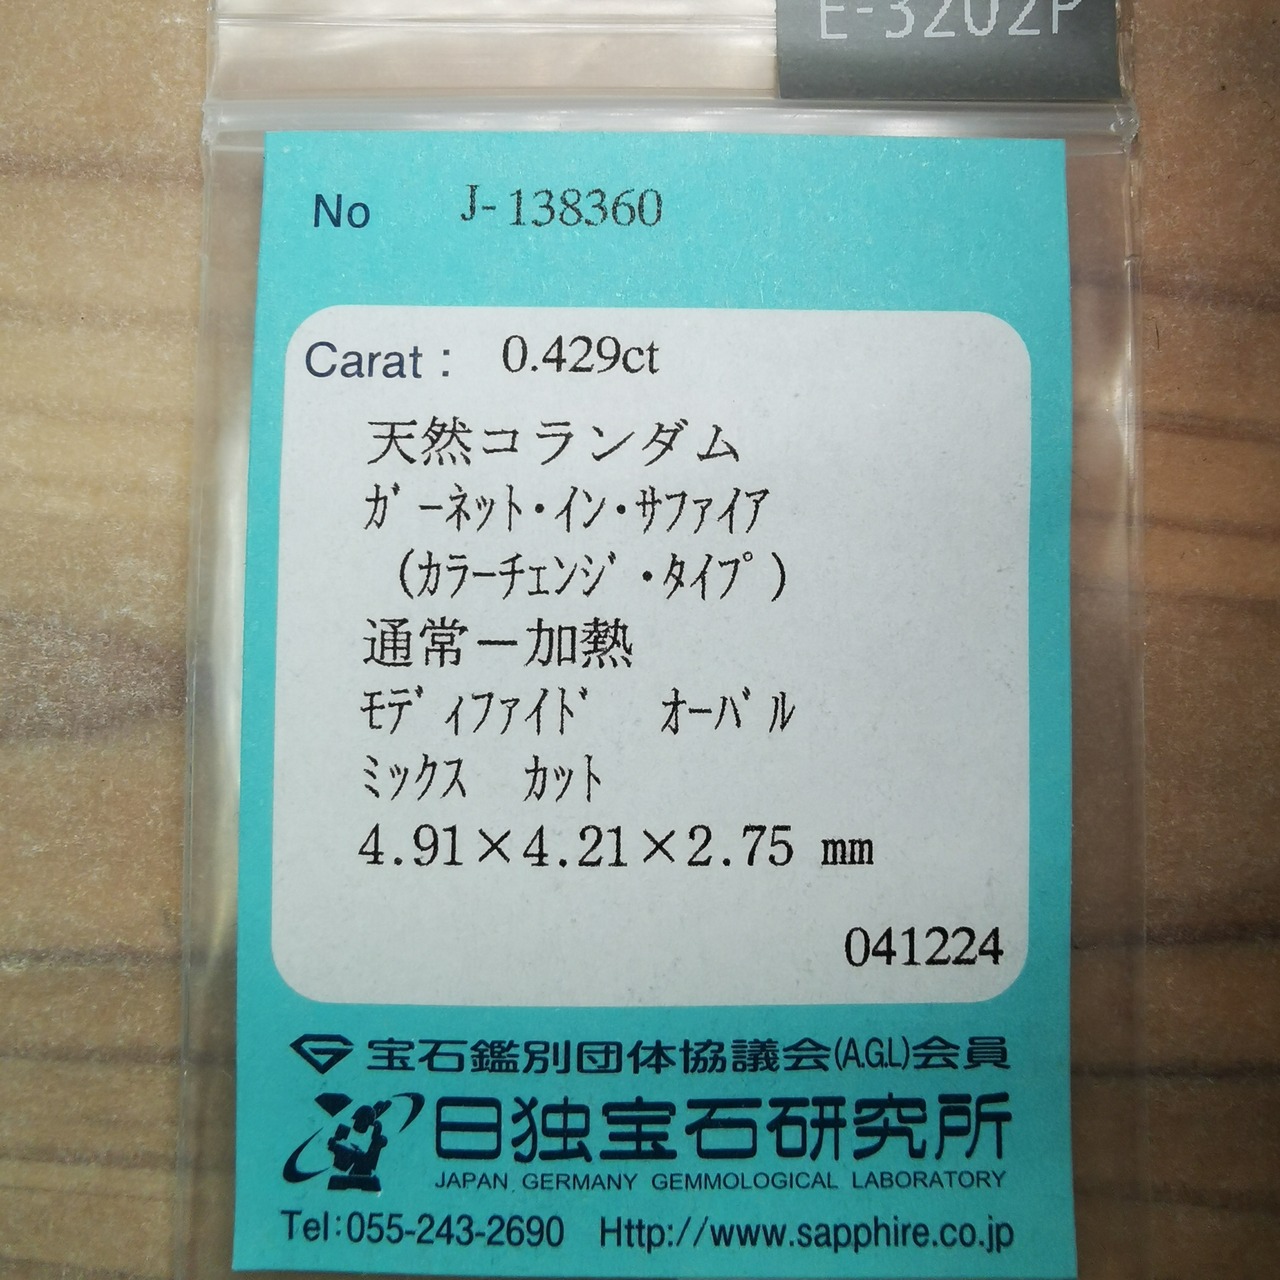 E-3202P
No J-138360
Carat: 0.429ct
天然コランダム
ｶﾞｰﾈｯﾄ・ｲﾝ・ｻﾌｧｲｱ
(ｶﾗｰﾁｪﾝｼﾞ・ﾀｲﾌﾟ)
通常－加熱
ﾓﾃﾞｨﾌｧｲﾄﾞ ｵｰﾊﾞﾙ
ﾐｯｸｽ ｶｯﾄ
4.91×4.21×2.75 mm
041224
宝石鑑別団体協議会(A.G.L)会員
日独宝石研究所
JAPAN GERMANY GEMMOLOGICAL LABORATORY
Tel:055-243-2690 Http://www.sapphire.co.jp